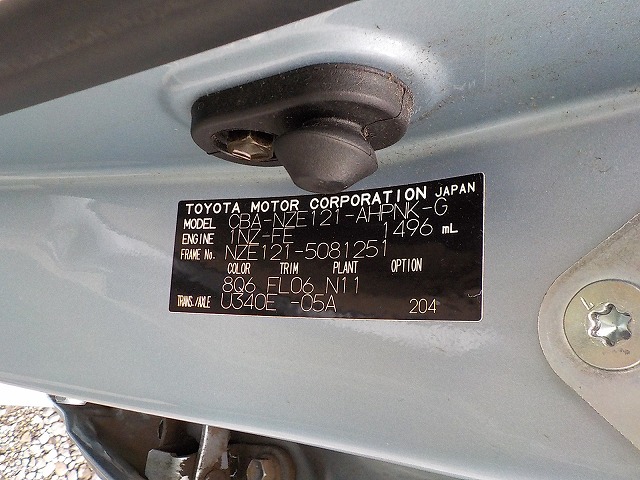 TOYOTA MOTOR CORPORATION JAPAN
MODEL CBA-NZE121-AHPNK-G
ENGINE 1NZ-FE 1496 mL
FRAME No. NZE121-5081251
COLOR TRIM PLANT OPTION
8Q6 FL06 N11
TRANS./AXLE U340E -05A 204